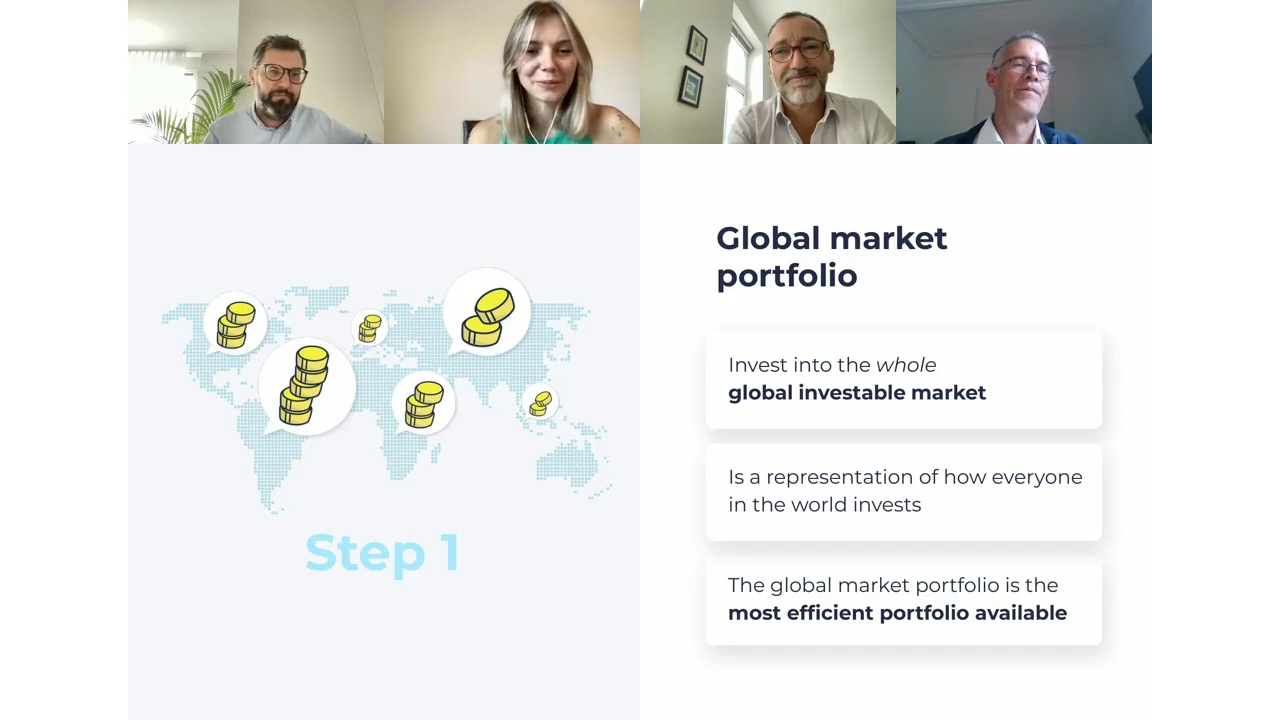 Step 1
Global market
portfolio
Invest into the whole
global investable market
Is a representation of how everyone
in the world invests
The global market portfolio is the
most efficient portfolio available